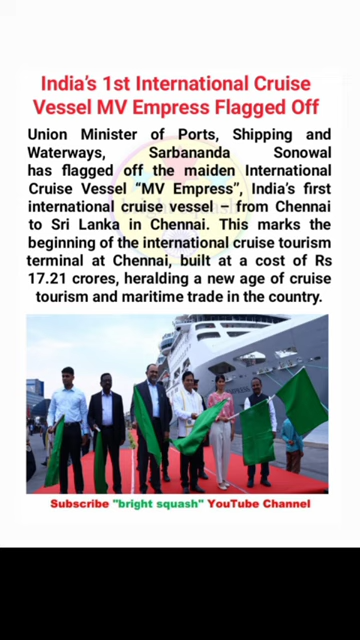 India's 1st International Cruise
Vessel MV Empress Flagged Off
Union Minister of Ports, Shipping and
Waterways, Sarbananda Sonowal
has flagged off the maiden International
Cruise Vessel “MV Empress”, India's first
international cruise vessel – from Chennai
to Sri Lanka in Chennai. This marks the
beginning of the international cruise tourism
terminal at Chennai, built at a cost of Rs
17.21 crores, heralding a new age of cruise
tourism and maritime trade in the country.
Subscribe "bright squash" YouTube Channel